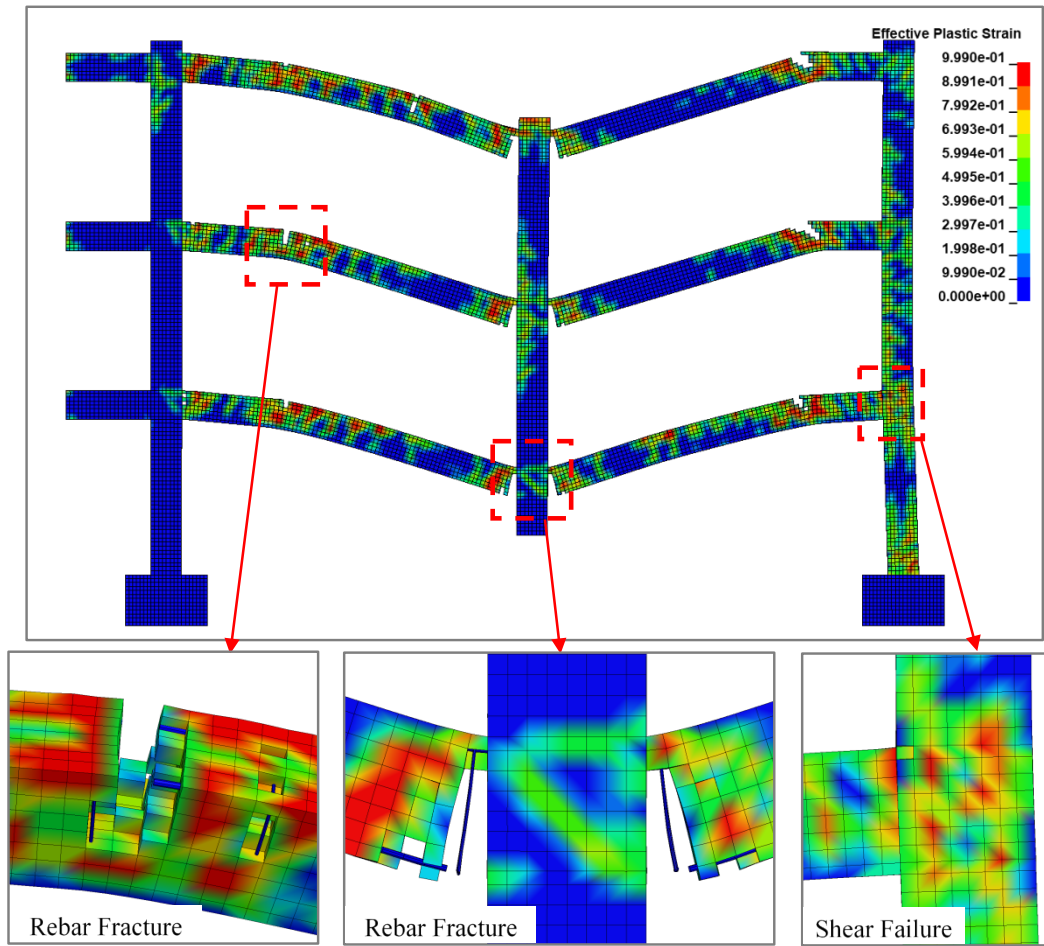 Effective Plastic Strain
9.990e-01
8.991e-01
7.992e-01
6.993e-01
5.994e-01
4.995e-01
3.996e-01
2.997e-01
1.998e-01
9.990e-02
0.000e+00
Rebar Fracture
Rebar Fracture
Shear Failure